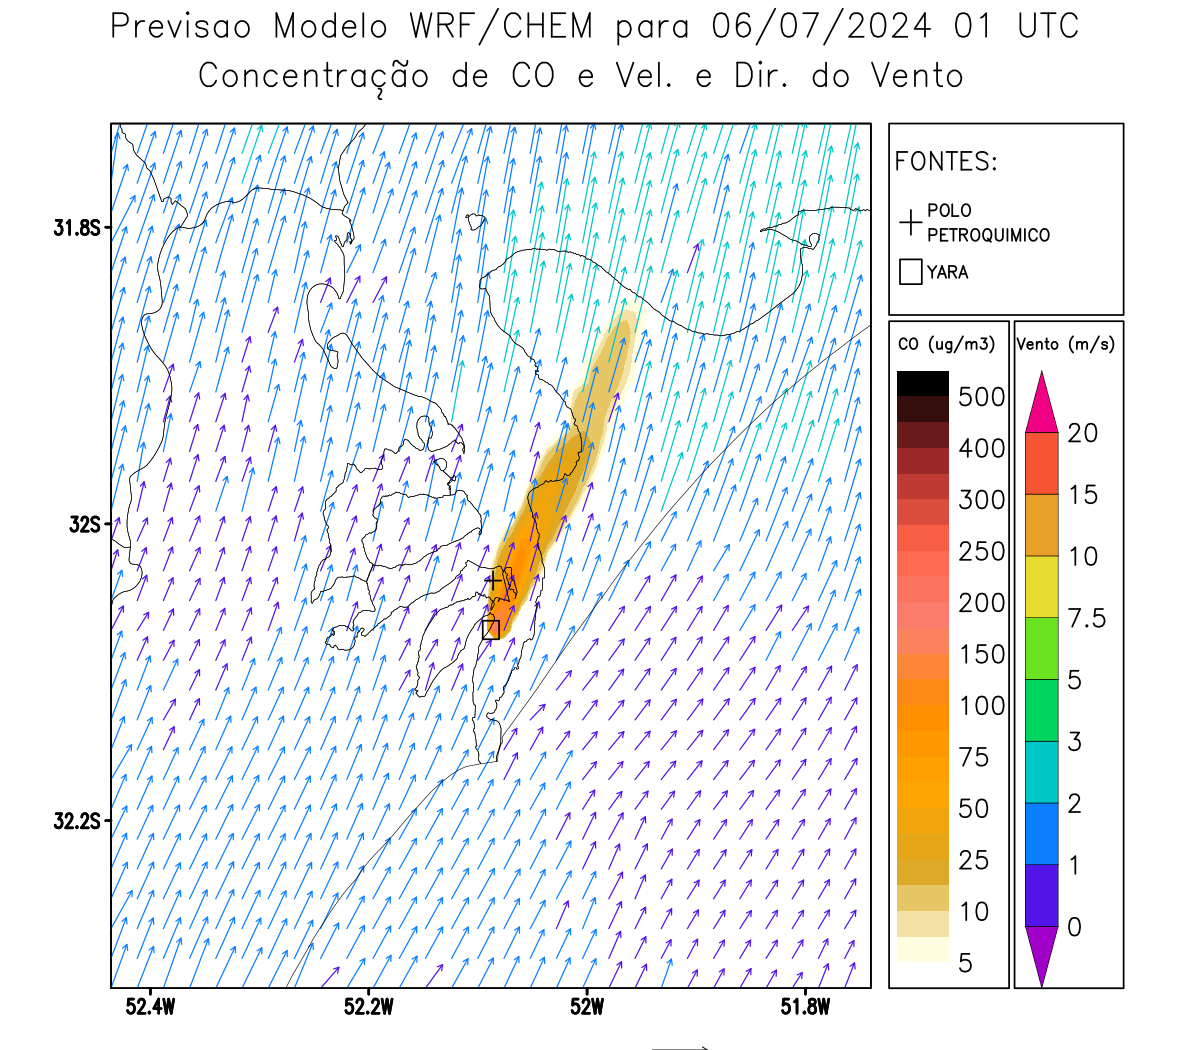 Previsao Modelo WRF/CHEM para 06/07/2024 01 UTC
Concentração de CO e Vel. e Dir. do Vento
FONTES:
POLO
PETROQUIMICO
YARA
31.8S
32S
32.2S
52.4W
52.2W
52W
51.8W
CO (ug/m3)
500
400
300
250
200
150
100
75
50
25
10
5
Vento (m/s)
20
15
10
7.5
5
3
2
1
0